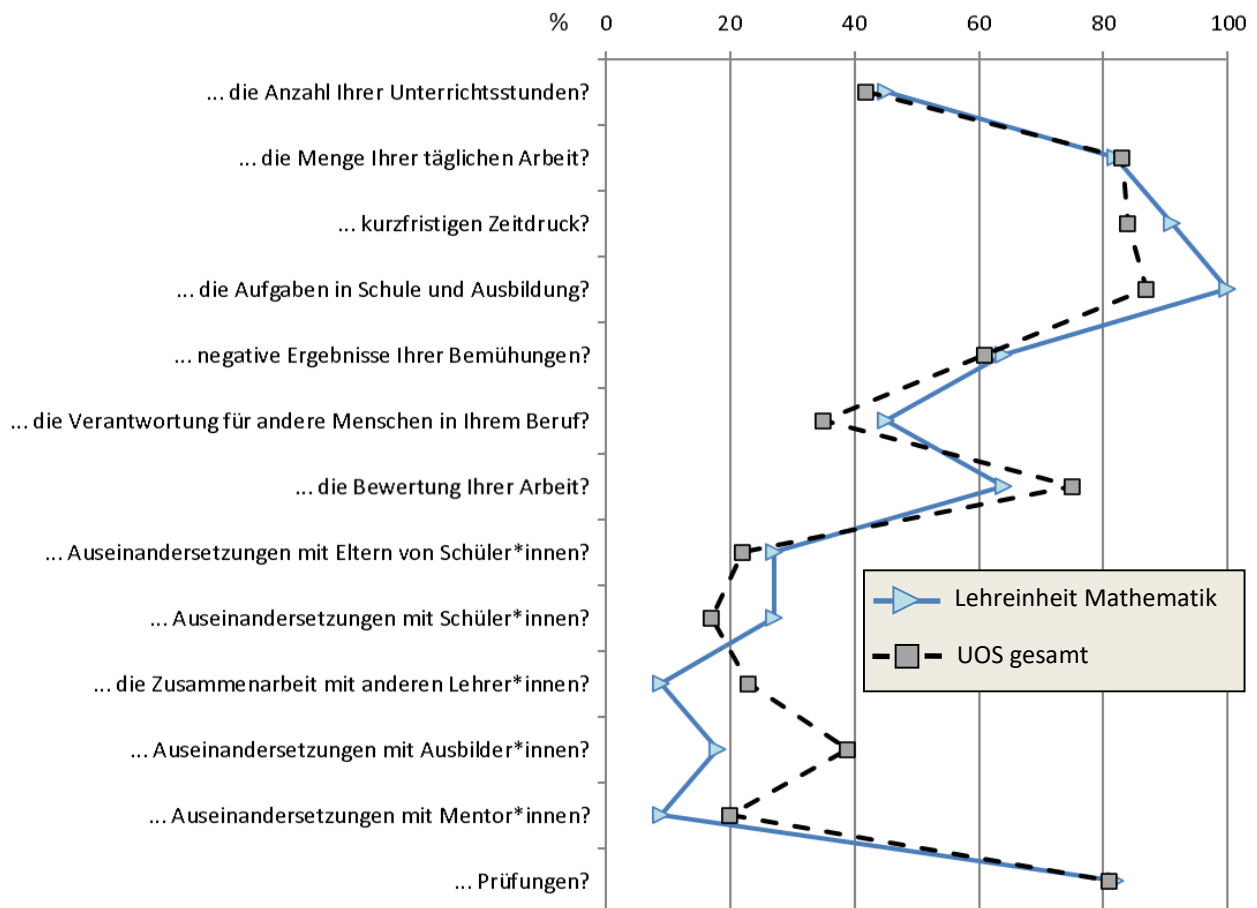 % 0 20 40 60 80 100
... die Anzahl Ihrer Unterrichtsstunden?
... die Menge Ihrer täglichen Arbeit?
... kurzfristigen Zeitdruck?
... die Aufgaben in Schule und Ausbildung?
... negative Ergebnisse Ihrer Bemühungen?
... die Verantwortung für andere Menschen in Ihrem Beruf?
... die Bewertung Ihrer Arbeit?
... Auseinandersetzungen mit Eltern von Schüler*innen?
... Auseinandersetzungen mit Schüler*innen?
... die Zusammenarbeit mit anderen Lehrer*innen?
... Auseinandersetzungen mit Ausbilder*innen?
... Auseinandersetzungen mit Mentor*innen?
... Prüfungen?
Lehreinheit Mathematik
UOS gesamt